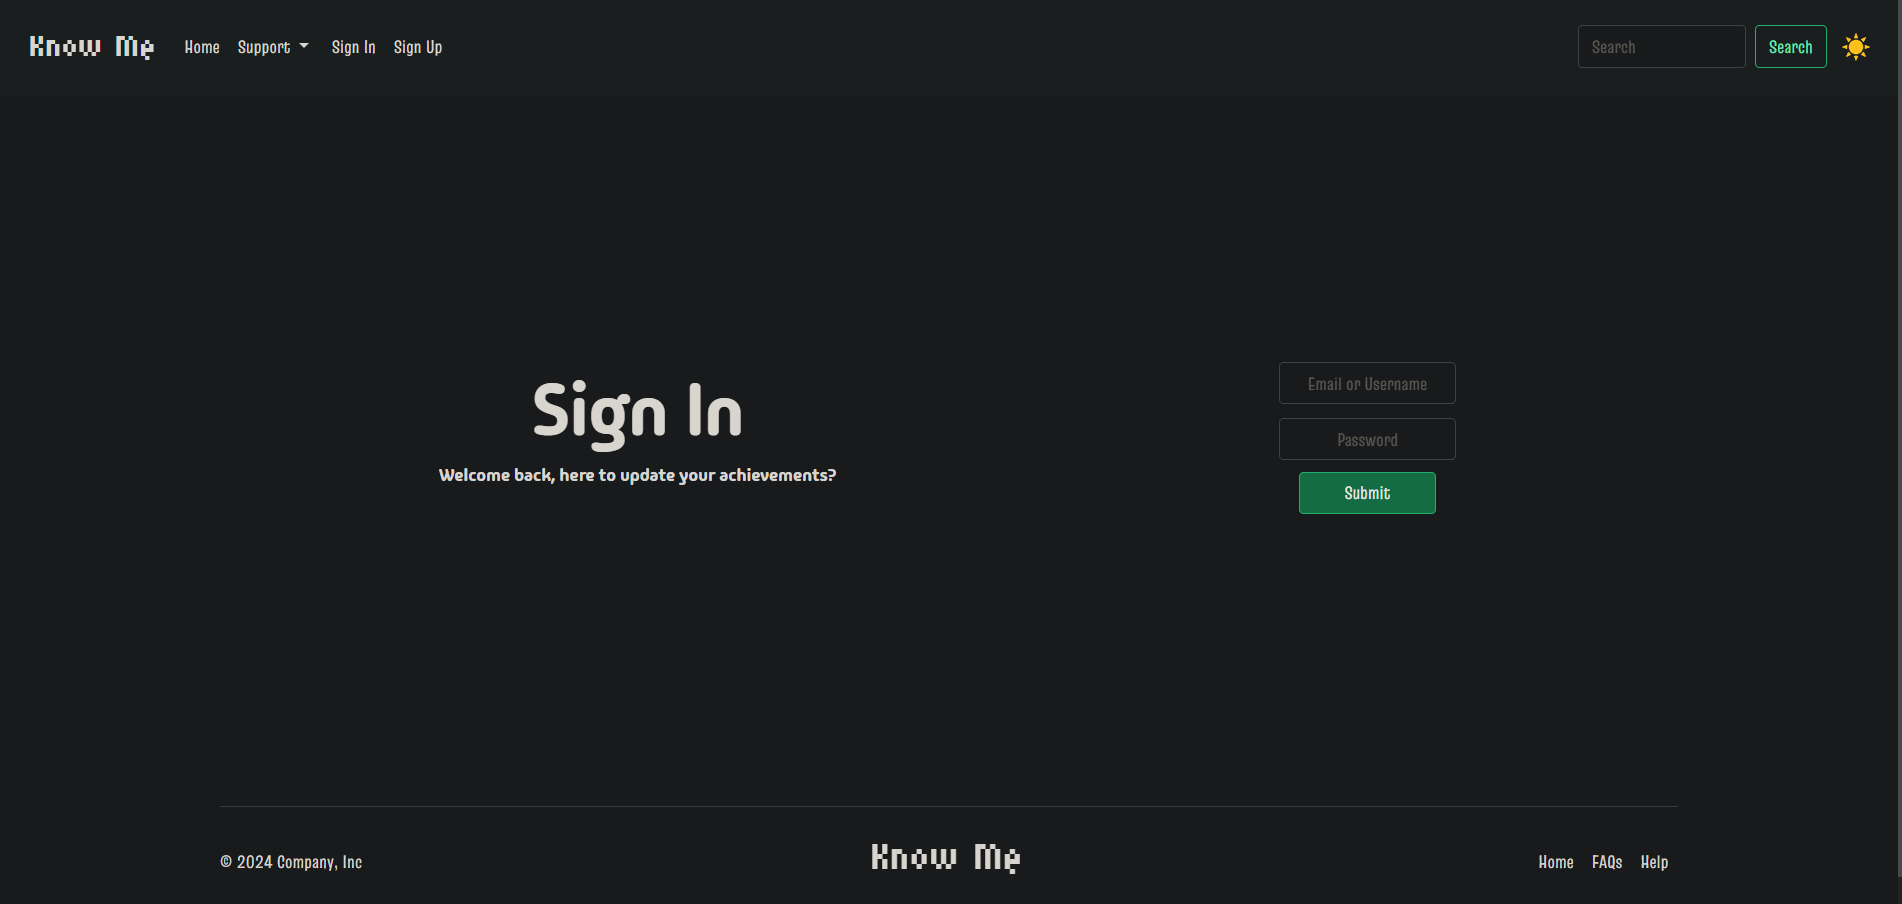 Know Me Home Support Sign In Sign Up Search Search
Sign In
Welcome back, here to update your achievements?
Email or Username
Password
Submit
© 2024 Company, Inc Know Me Home FAQs Help